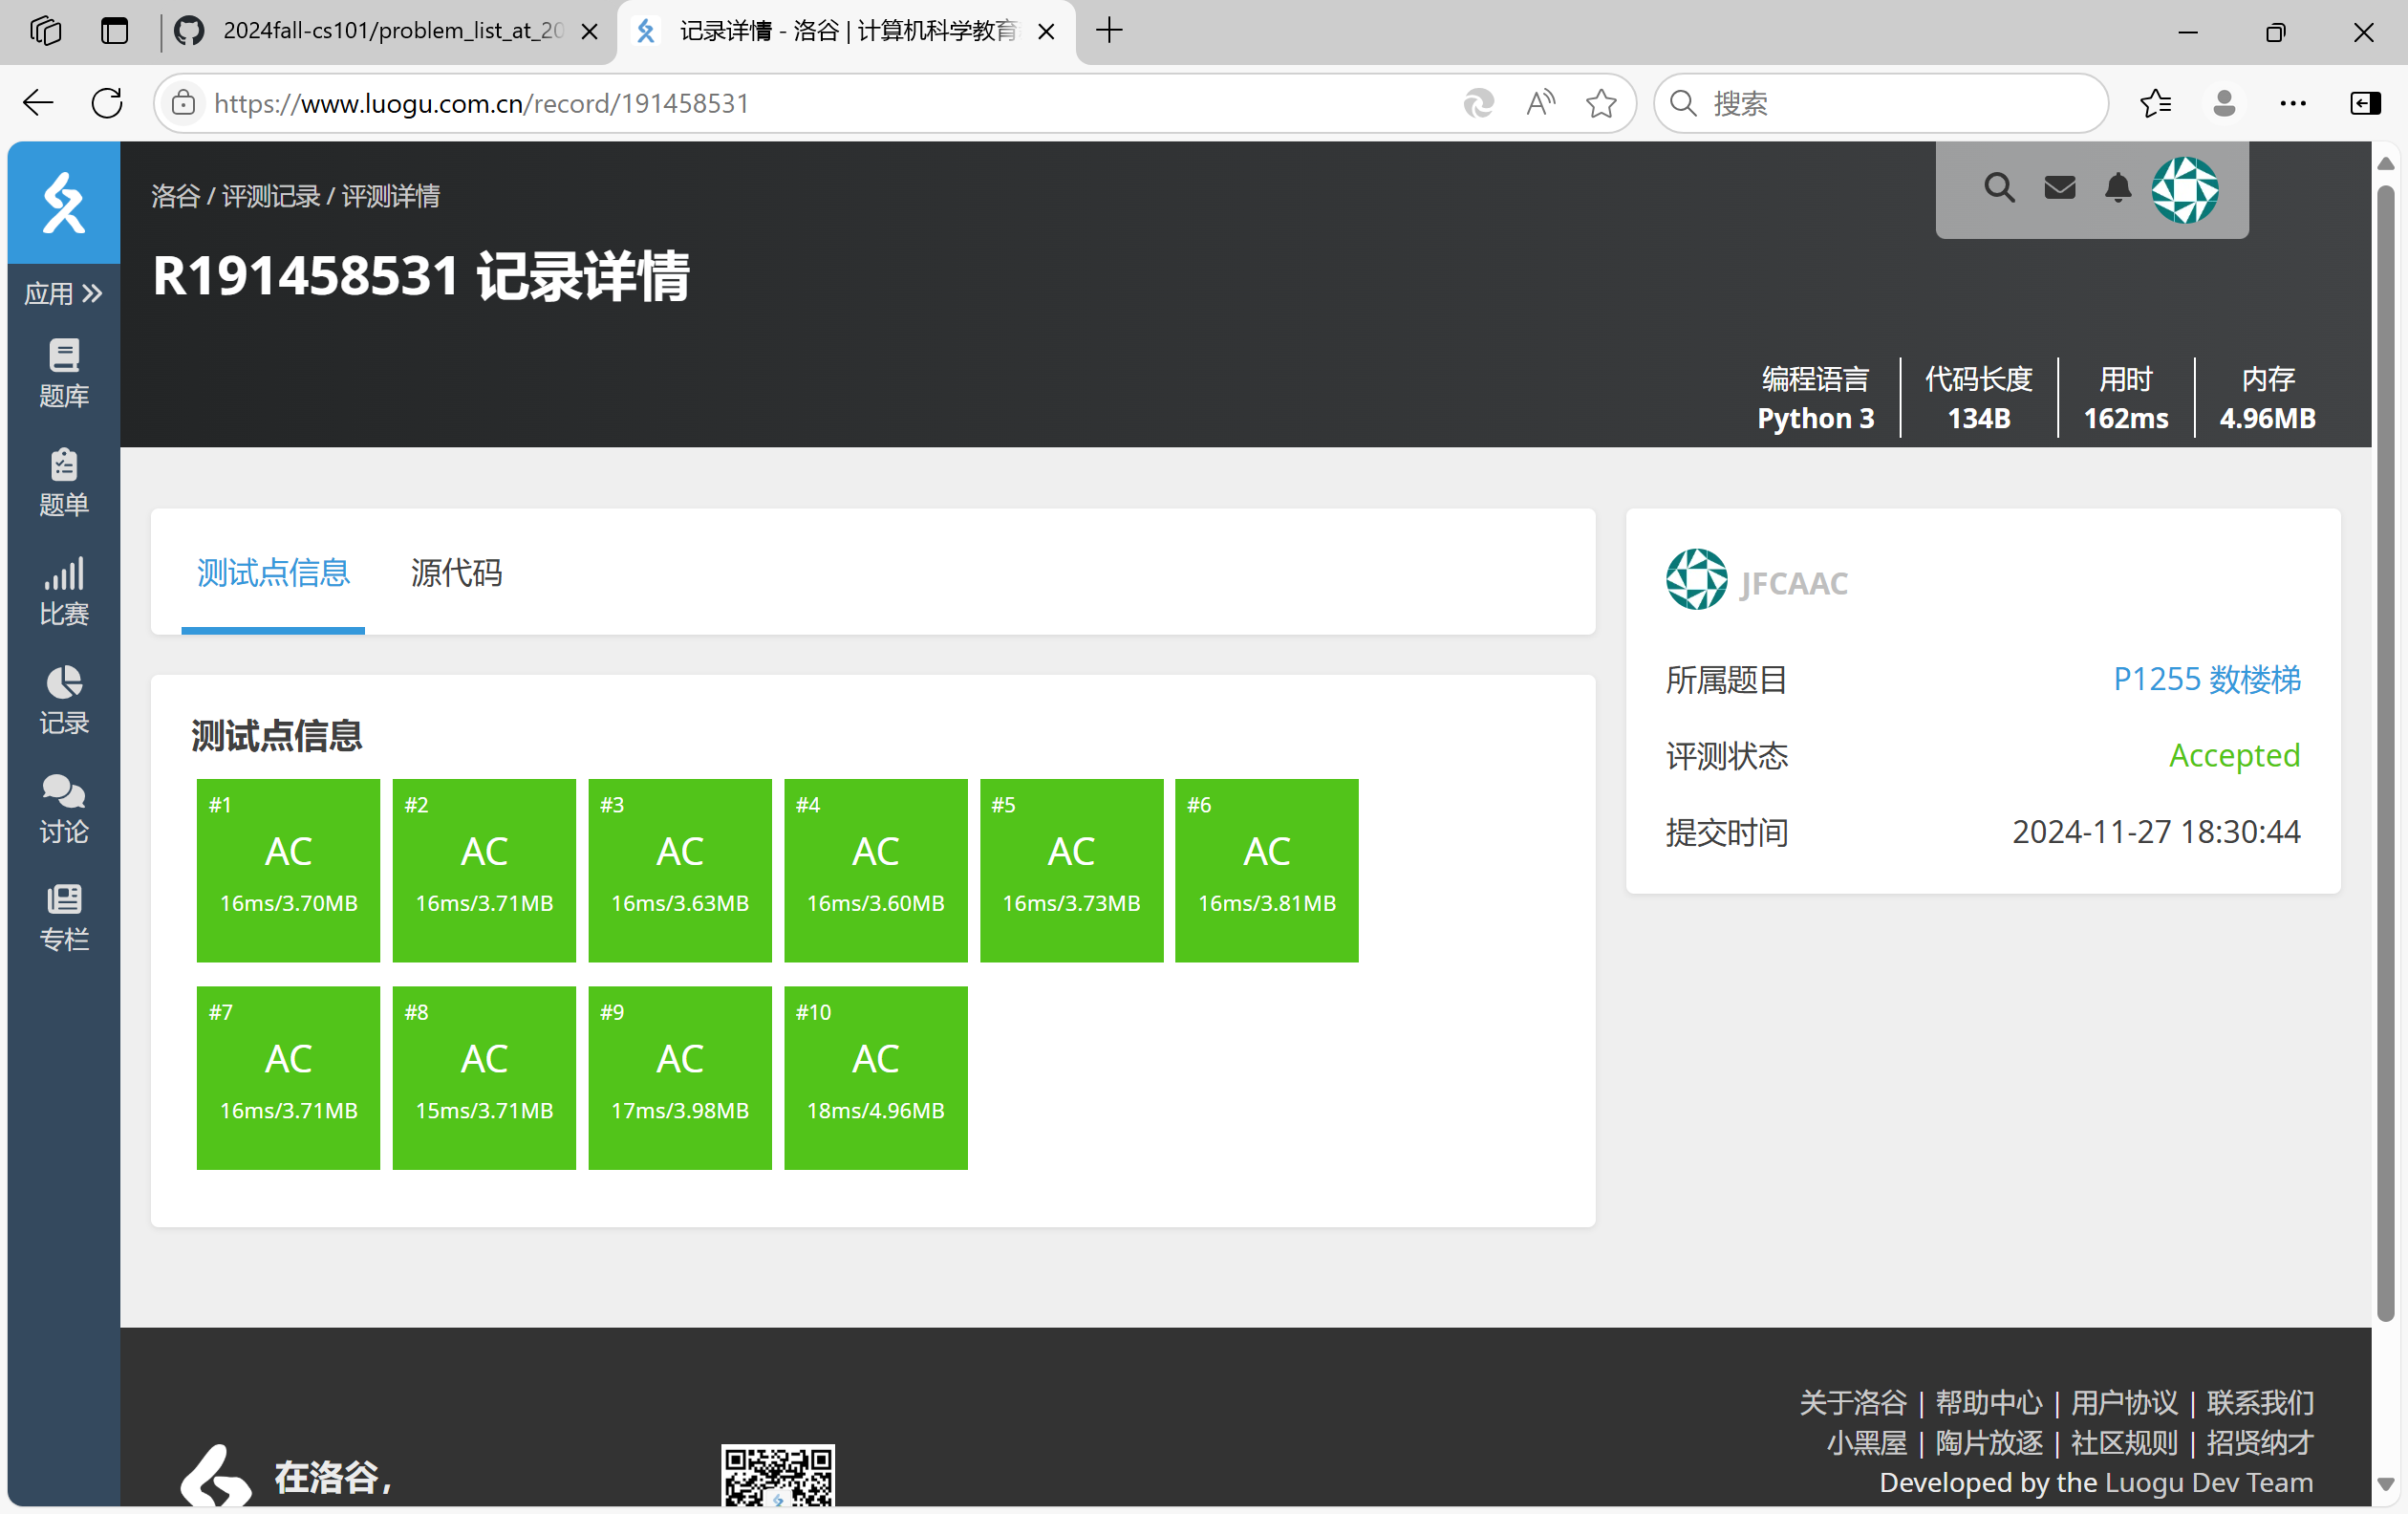 2024fall-cs101/problem_list_at_20
记录详情 - 洛谷 | 计算机科学教育
https://www.luogu.com.cn/record/191458531
搜索
洛谷 / 评测记录 / 评测详情
R191458531 记录详情
应用
题库
题单
比赛
记录
讨论
专栏
编程语言 代码长度 用时 内存
Python 3 134B 162ms 4.96MB
测试点信息 源代码
测试点信息
#1 #2 #3 #4 #5 #6
AC AC AC AC AC AC
16ms/3.70MB 16ms/3.71MB 16ms/3.63MB 16ms/3.60MB 16ms/3.73MB 16ms/3.81MB
#7 #8 #9 #10
AC AC AC AC
16ms/3.71MB 15ms/3.71MB 17ms/3.98MB 18ms/4.96MB
JFCAAC
所属题目 P1255 数楼梯
评测状态 Accepted
提交时间 2024-11-27 18:30:44
在洛谷，
关于洛谷 | 帮助中心 | 用户协议 | 联系我们
小黑屋 | 陶片放逐 | 社区规则 | 招贤纳才
Developed by the Luogu Dev Team